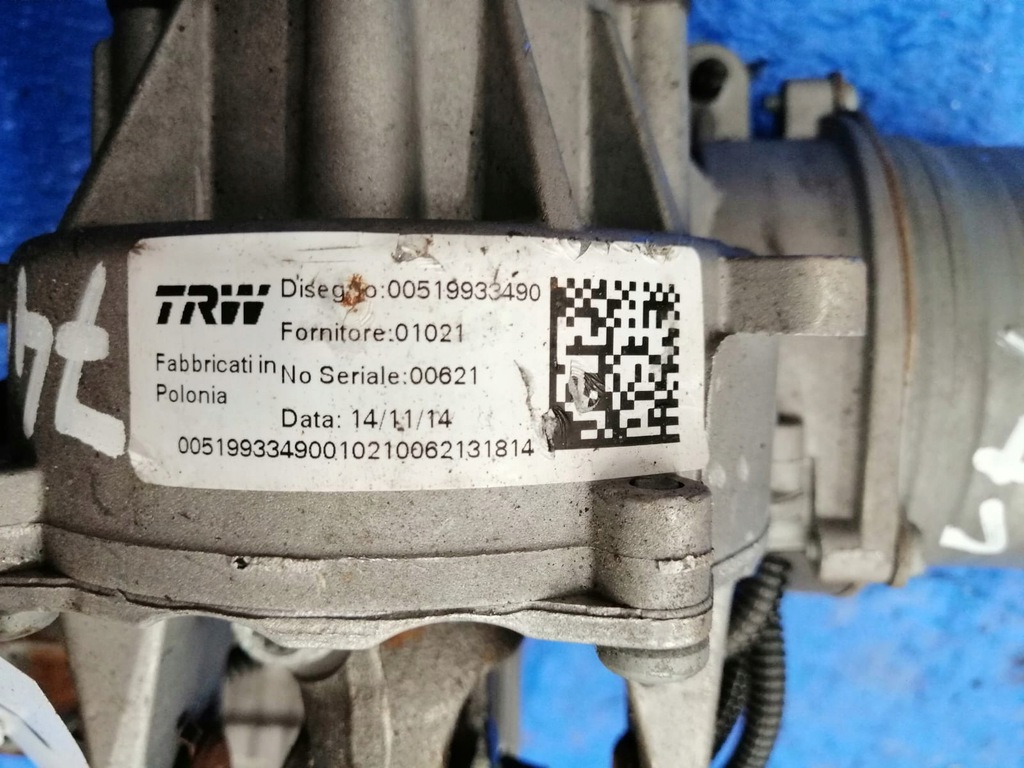 TRW
Disegno:00519933490
Fornitore:01021
Fabbricati in
Polonia
No Seriale:00621
Data: 14/11/14
00519933490010210062131814